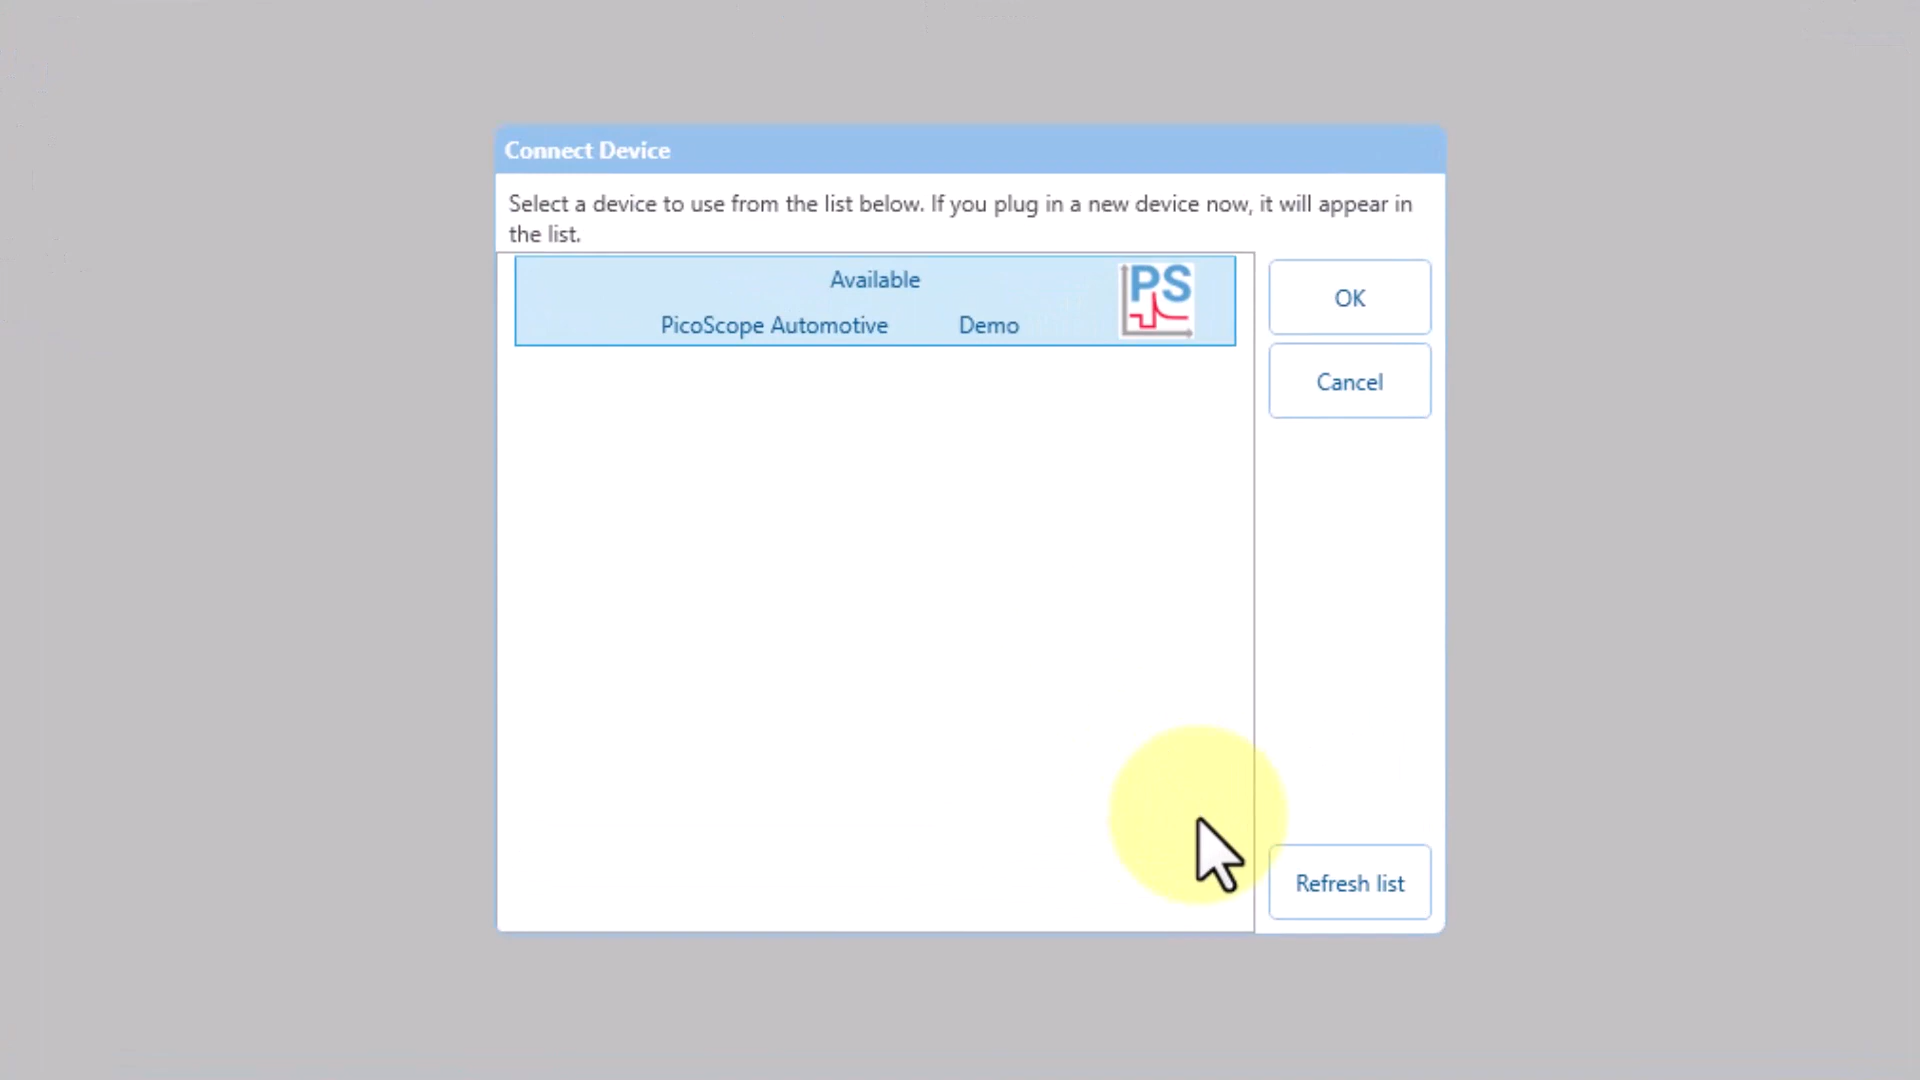 Connect Device
Select a device to use from the list below. If you plug in a new device now, it will appear in
the list.
Available
PicoScope Automotive Demo
PS
OK
Cancel
Refresh list